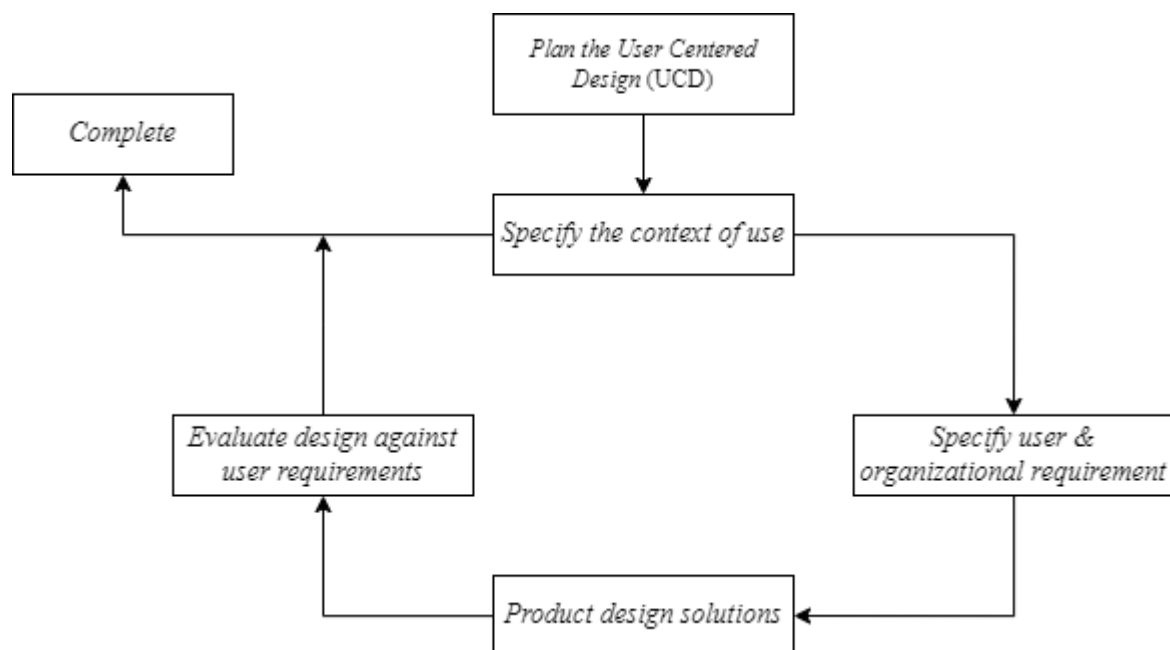 Plan the User Centered
Design (UCD)
Complete
Specify the context of use
Evaluate design against
user requirements
Specify user &
organizational requirement
Product design solutions